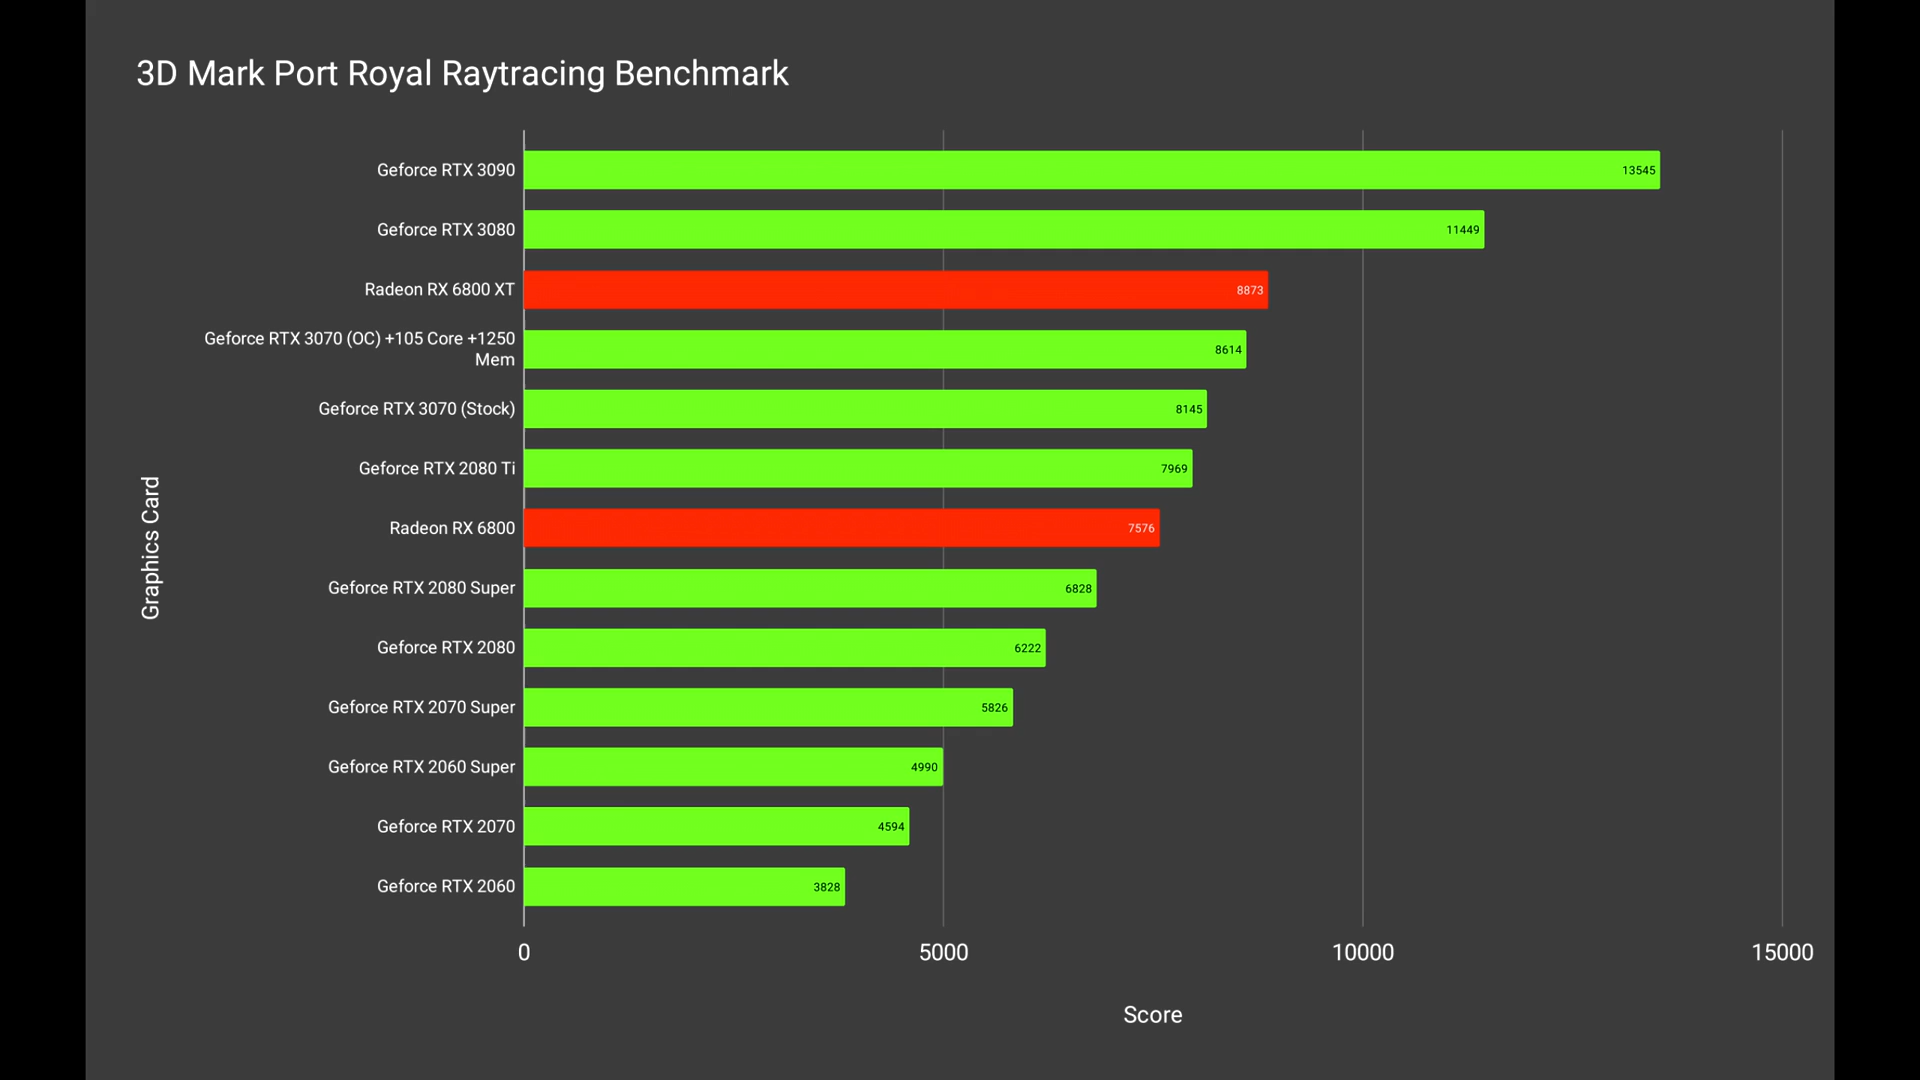 3D Mark Port Royal Raytracing Benchmark
Graphics Card
Geforce RTX 3090 13545
Geforce RTX 3080 11449
Radeon RX 6800 XT 8873
Geforce RTX 3070 (OC) +105 Core +1250
Mem 8614
Geforce RTX 3070 (Stock) 8145
Geforce RTX 2080 Ti 7969
Radeon RX 6800 7576
Geforce RTX 2080 Super 6828
Geforce RTX 2080 6222
Geforce RTX 2070 Super 5826
Geforce RTX 2060 Super 4990
Geforce RTX 2070 4594
Geforce RTX 2060 3828
0 5000 10000 15000
Score